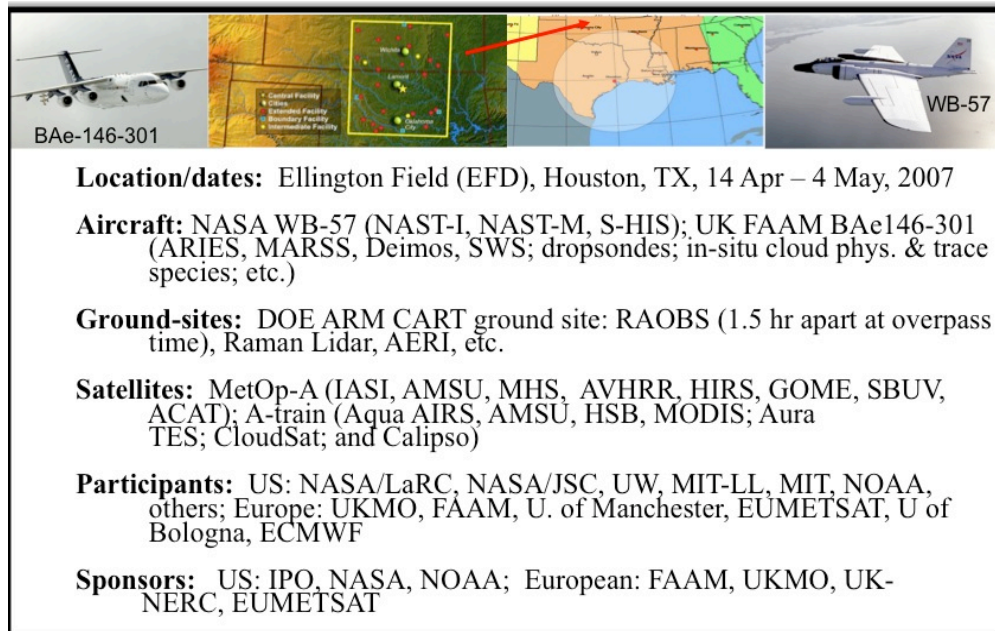 BAe-146-301
Wichita
Lamont
Oklahoma
City
Central Facility
Cities
Extended Facility
Boundary Facility
Intermediate Facility
WB-57
Location/dates: Ellington Field (EFD), Houston, TX, 14 Apr – 4 May, 2007
Aircraft: NASA WB-57 (NAST-I, NAST-M, S-HIS); UK FAAM BAe146-301
(ARIES, MARSS, Deimos, SWS; dropsondes; in-situ cloud phys. & trace
species; etc.)
Ground-sites: DOE ARM CART ground site: RAOBS (1.5 hr apart at overpass
time), Raman Lidar, AERI, etc.
Satellites: MetOp-A (IASI, AMSU, MHS, AVHRR, HIRS, GOME, SBUV,
ACAT); A-train (Aqua AIRS, AMSU, HSB, MODIS; Aura
TES; CloudSat; and Calipso)
Participants: US: NASA/LaRC, NASA/JSC, UW, MIT-LL, MIT, NOAA,
others; Europe: UKMO, FAAM, U. of Manchester, EUMETSAT, U of
Bologna, ECMWF
Sponsors: US: IPO, NASA, NOAA; European: FAAM, UKMO, UK-
NERC, EUMETSAT